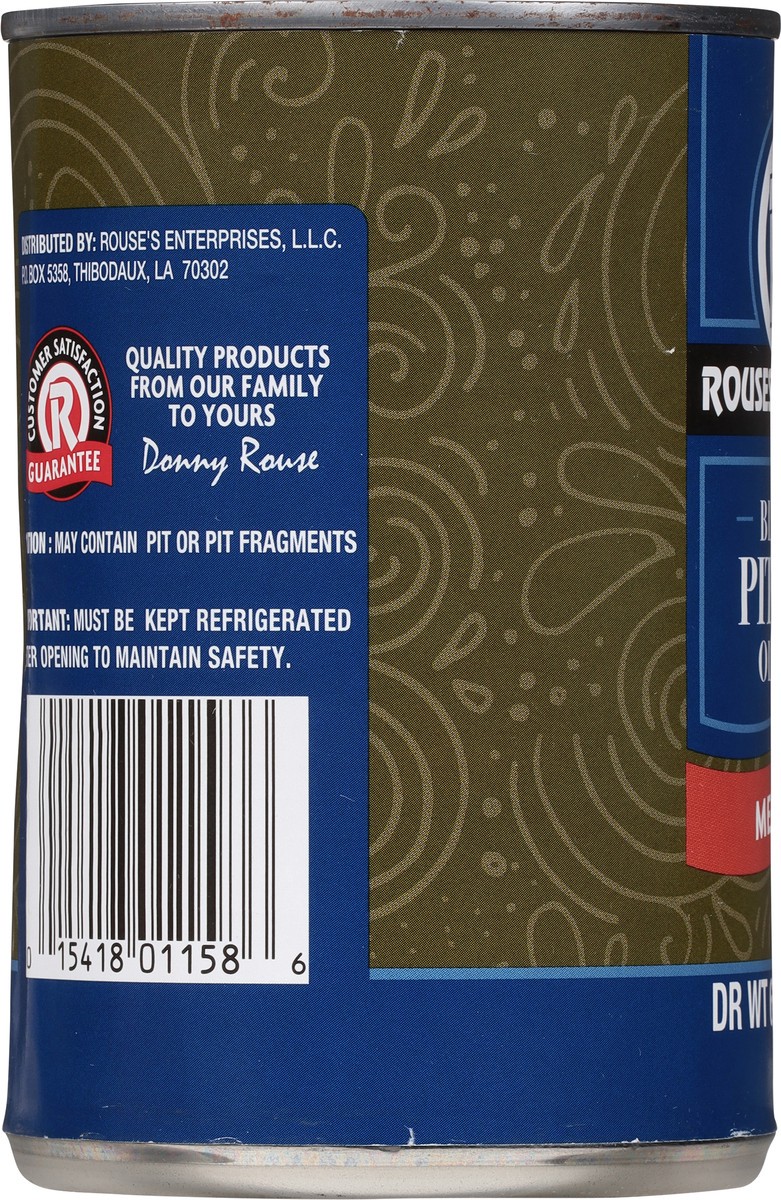 DISTRIBUTED BY: ROUSE'S ENTERPRISES, L.L.C.
P.O. BOX 5358, THIBODAUX, LA 70302
CUSTOMER SATISFACTION
R
GUARANTEE
QUALITY PRODUCTS
FROM OUR FAMILY
TO YOURS
Donny Rouse
TION : MAY CONTAIN PIT OR PIT FRAGMENTS
ORTANT: MUST BE KEPT REFRIGERATED
ER OPENING TO MAINTAIN SAFETY.
0 15418 01158 6
ROUSES
PIT
ME
DR WT